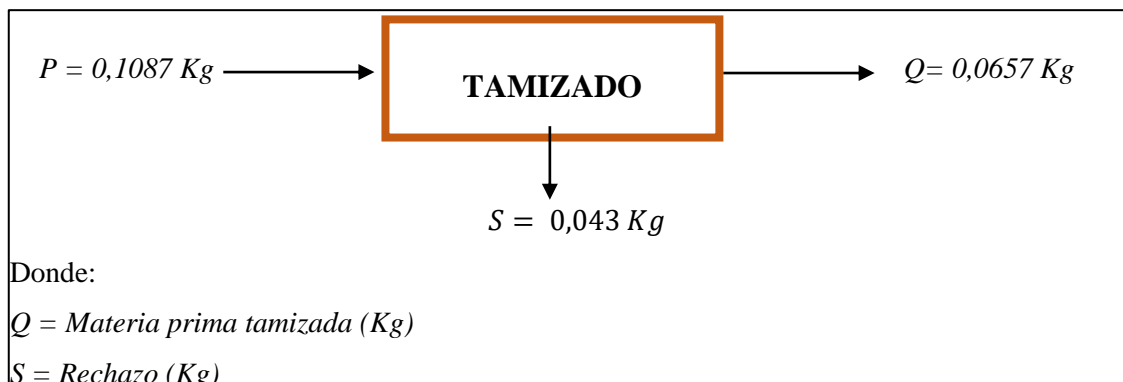 P = 0,1087 Kg
TAMIZADO
Q= 0,0657 Kg
S = 0,043 Kg
Donde:
Q = Materia prima tamizada (Kg)
S = Rechazo (Kg)